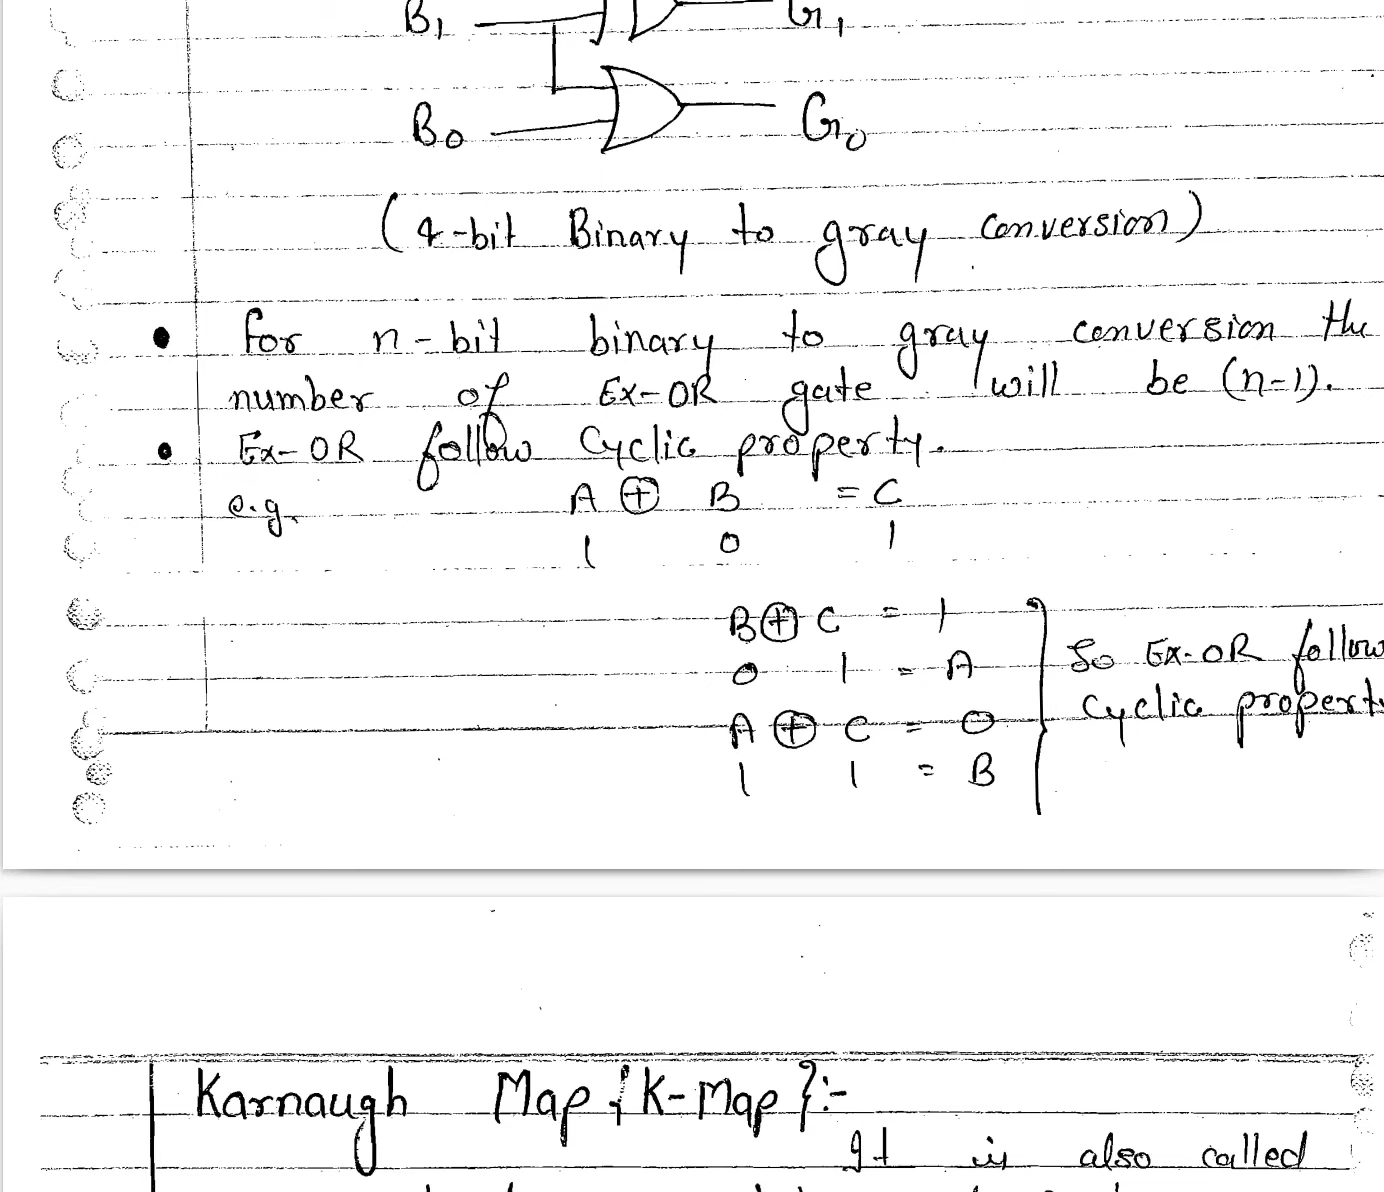 B₁ G₁
B₀ G₀
(4-bit Binary to gray conversion)
• for n-bit binary to gray conversion the
number of Ex-OR gate will be (n-1).
• Ex-OR follow Cyclic property.
e.g. A ⊕ B = C
1 0 1
B ⊕ C = 1
0 1 = A
A ⊕ C = 0
1 1 = B
So Ex-OR follow
cyclic property
Karnaugh Map {K-Map}:-
It is also called